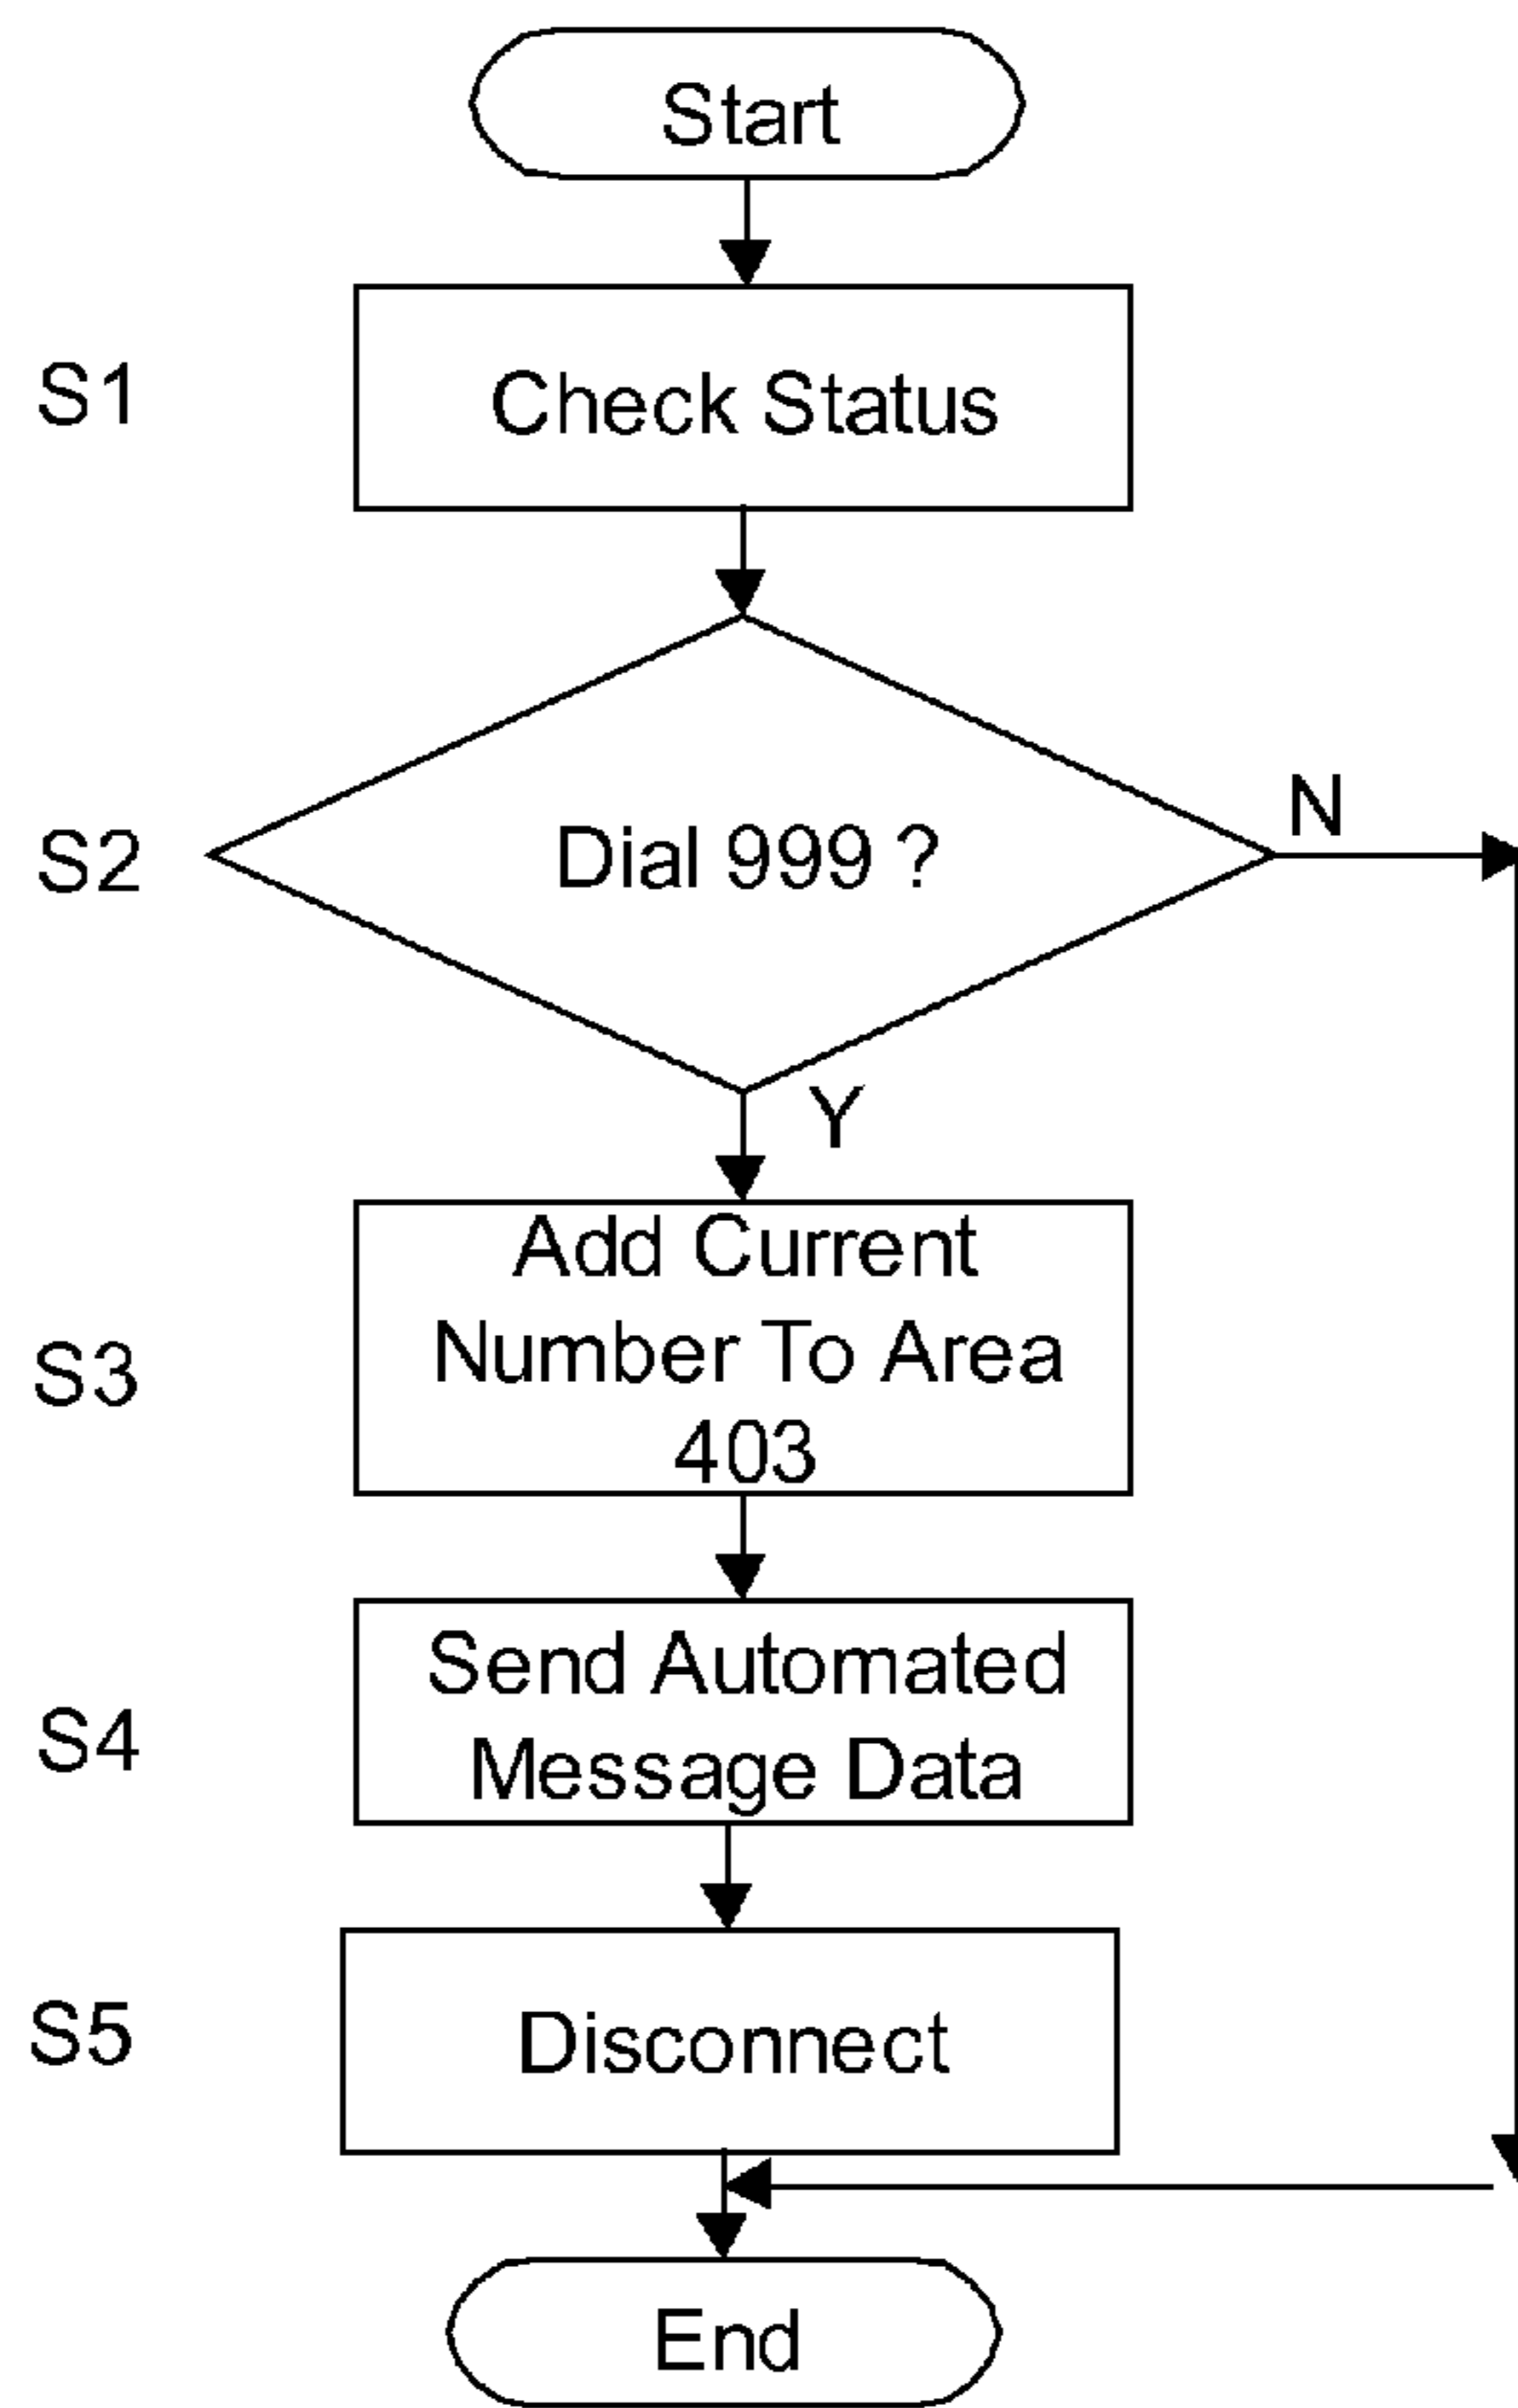 Start
S1
Check Status
S2
Dial 999 ?
N
Y
S3
Add Current
Number To Area
403
S4
Send Automated
Message Data
S5
Disconnect
End